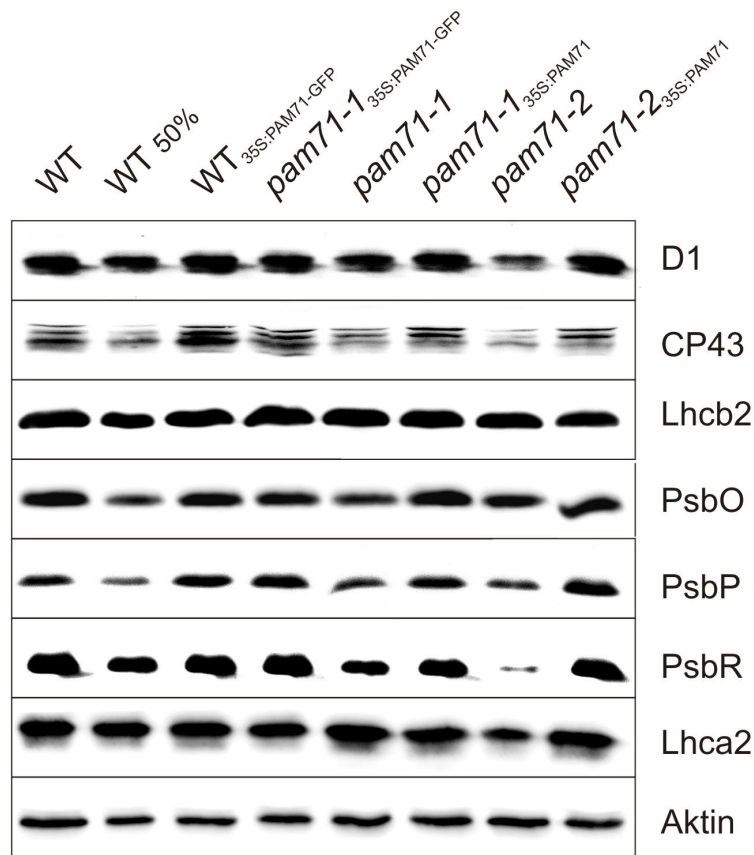 WT
WT 50%
WT 35S:PAM71-GFP
pam71-1 35S:PAM71-GFP
pam71-1
pam71-1 35S:PAM71
pam71-2
pam71-2 35S:PAM71
D1
CP43
Lhcb2
PsbO
PsbP
PsbR
Lhca2
Aktin